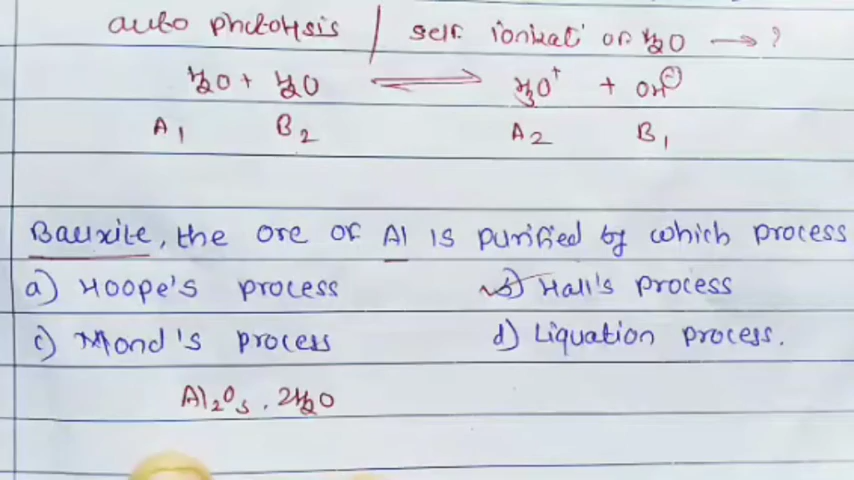 auto photolysis / self ionizati of H2O → ?
H2O + H2O ⇌ H3O+ + OH⊖
A1 B2 A2 B1
Bauxite, the ore of Al is purified by which process
a) Hoope's process ✓b) Hall's process
c) Mond's process d) Liquation process.
Al2O3 . 2H2O